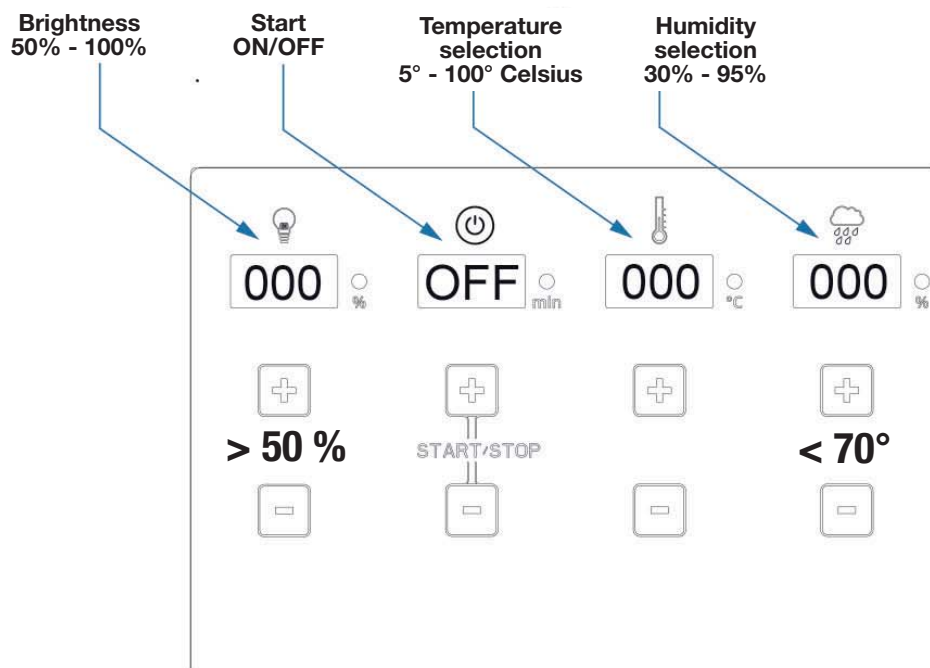 Brightness
50% - 100%
Start
ON/OFF
Temperature
selection
5° - 100° Celsius
Humidity
selection
30% - 95%
000
%
OFF
min
000
°C
000
%
> 50 %
START/STOP
< 70°